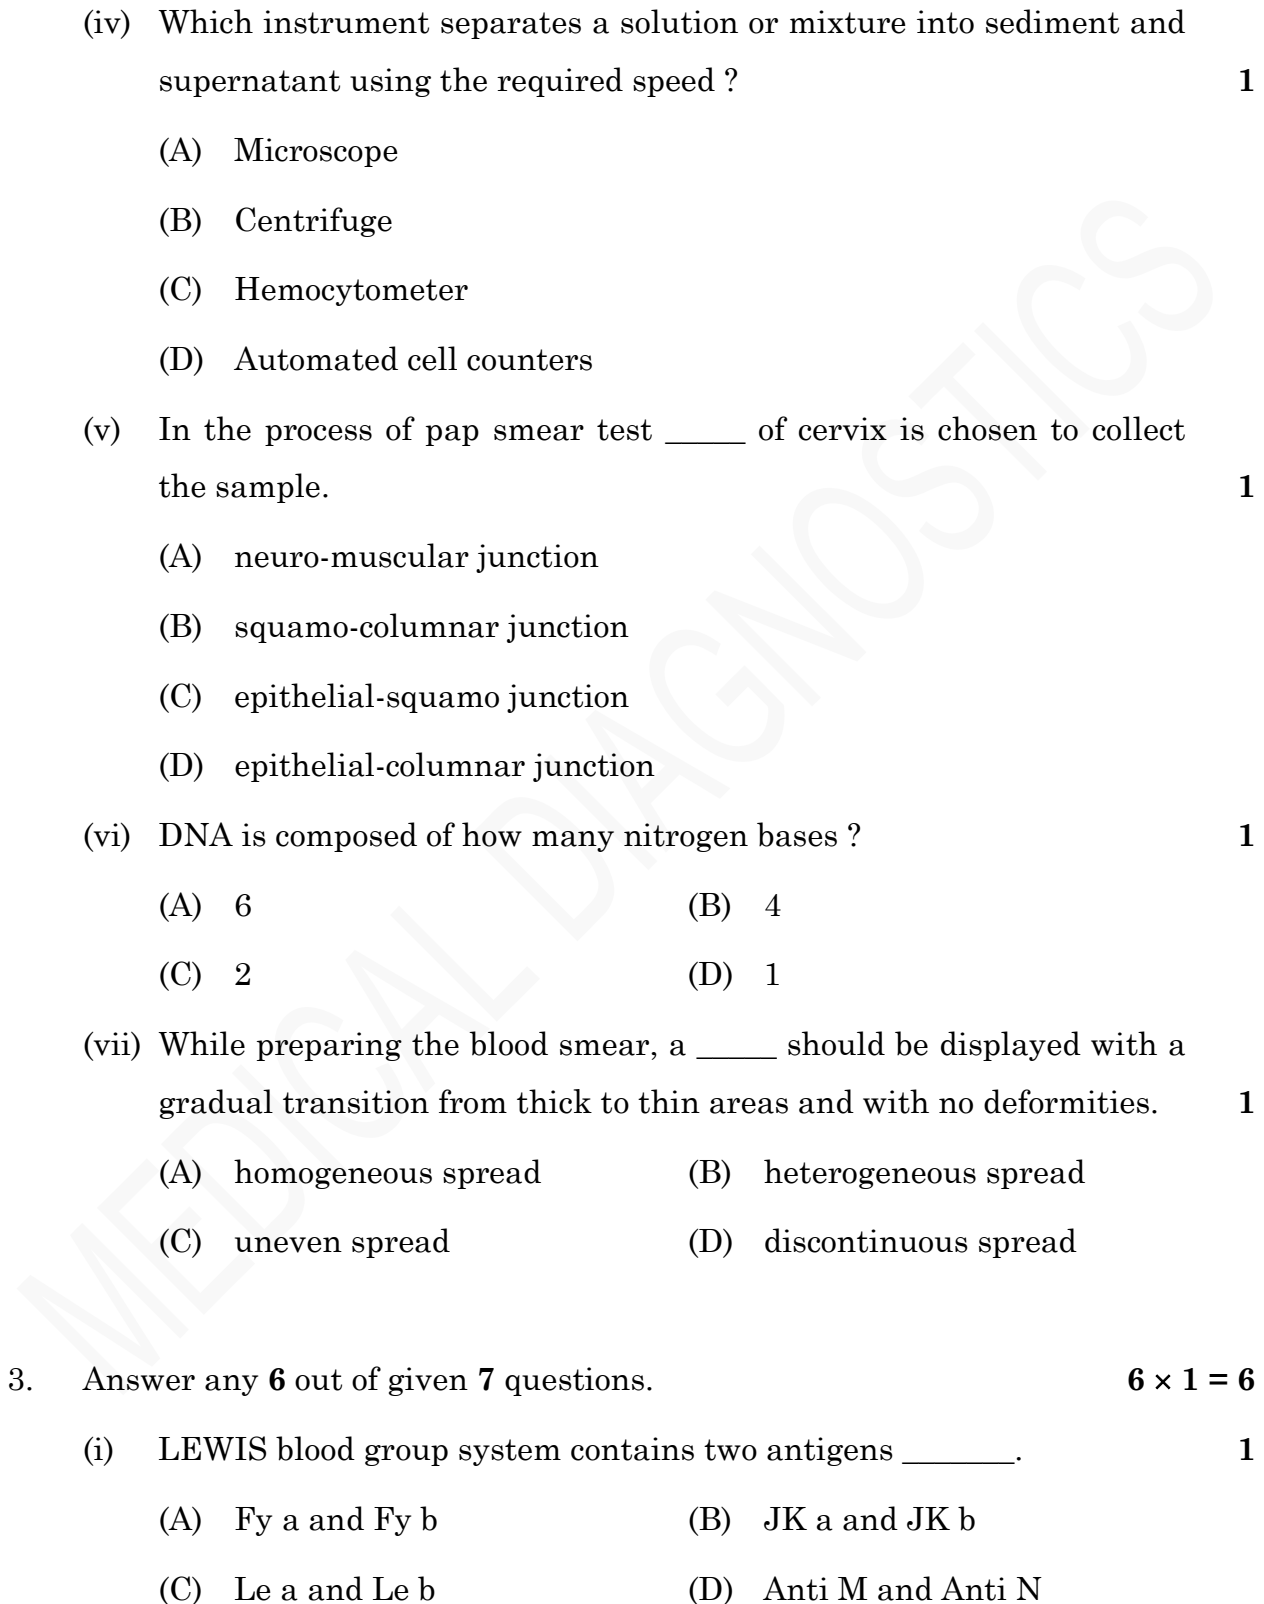 (iv) Which instrument separates a solution or mixture into sediment and
supernatant using the required speed ? 1
(A) Microscope
(B) Centrifuge
(C) Hemocytometer
(D) Automated cell counters
(v) In the process of pap smear test _____ of cervix is chosen to collect
the sample. 1
(A) neuro-muscular junction
(B) squamo-columnar junction
(C) epithelial-squamo junction
(D) epithelial-columnar junction
(vi) DNA is composed of how many nitrogen bases ? 1
(A) 6 (B) 4
(C) 2 (D) 1
(vii) While preparing the blood smear, a _____ should be displayed with a
gradual transition from thick to thin areas and with no deformities. 1
(A) homogeneous spread (B) heterogeneous spread
(C) uneven spread (D) discontinuous spread
3. Answer any 6 out of given 7 questions. 6 × 1 = 6
(i) LEWIS blood group system contains two antigens _______. 1
(A) Fy a and Fy b (B) JK a and JK b
(C) Le a and Le b (D) Anti M and Anti N
MEDICAL DIAGNOSTICS